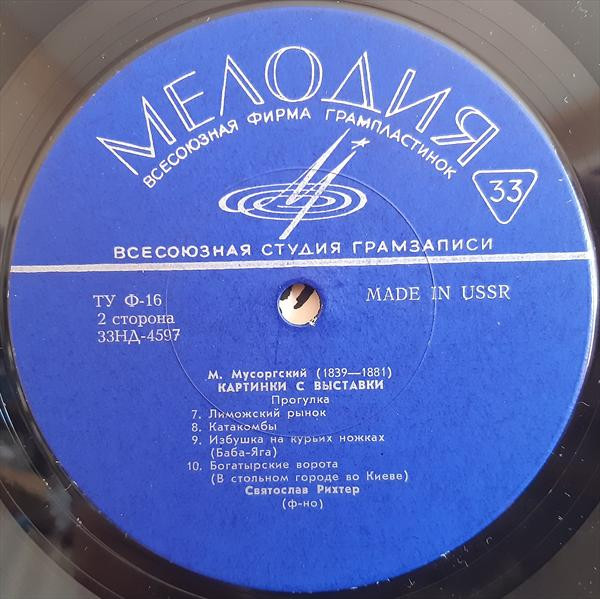 МЕЛОДИЯ
ВСЕСОЮЗНАЯ ФИРМА ГРАМПЛАСТИНОК
33
ВСЕСОЮЗНАЯ СТУДИЯ ГРАМЗАПИСИ
ТУ Ф-16
MADE IN USSR
2 сторона
33НД-4597
М. Мусоргский (1839—1881)
КАРТИНКИ С ВЫСТАВКИ
Прогулка
7. Лиможский рынок
8. Катакомбы
9. Избушка на курьих ножках
(Баба-Яга)
10. Богатырские ворота
(В стольном городе во Киеве)
Святослав Рихтер
(ф-но)